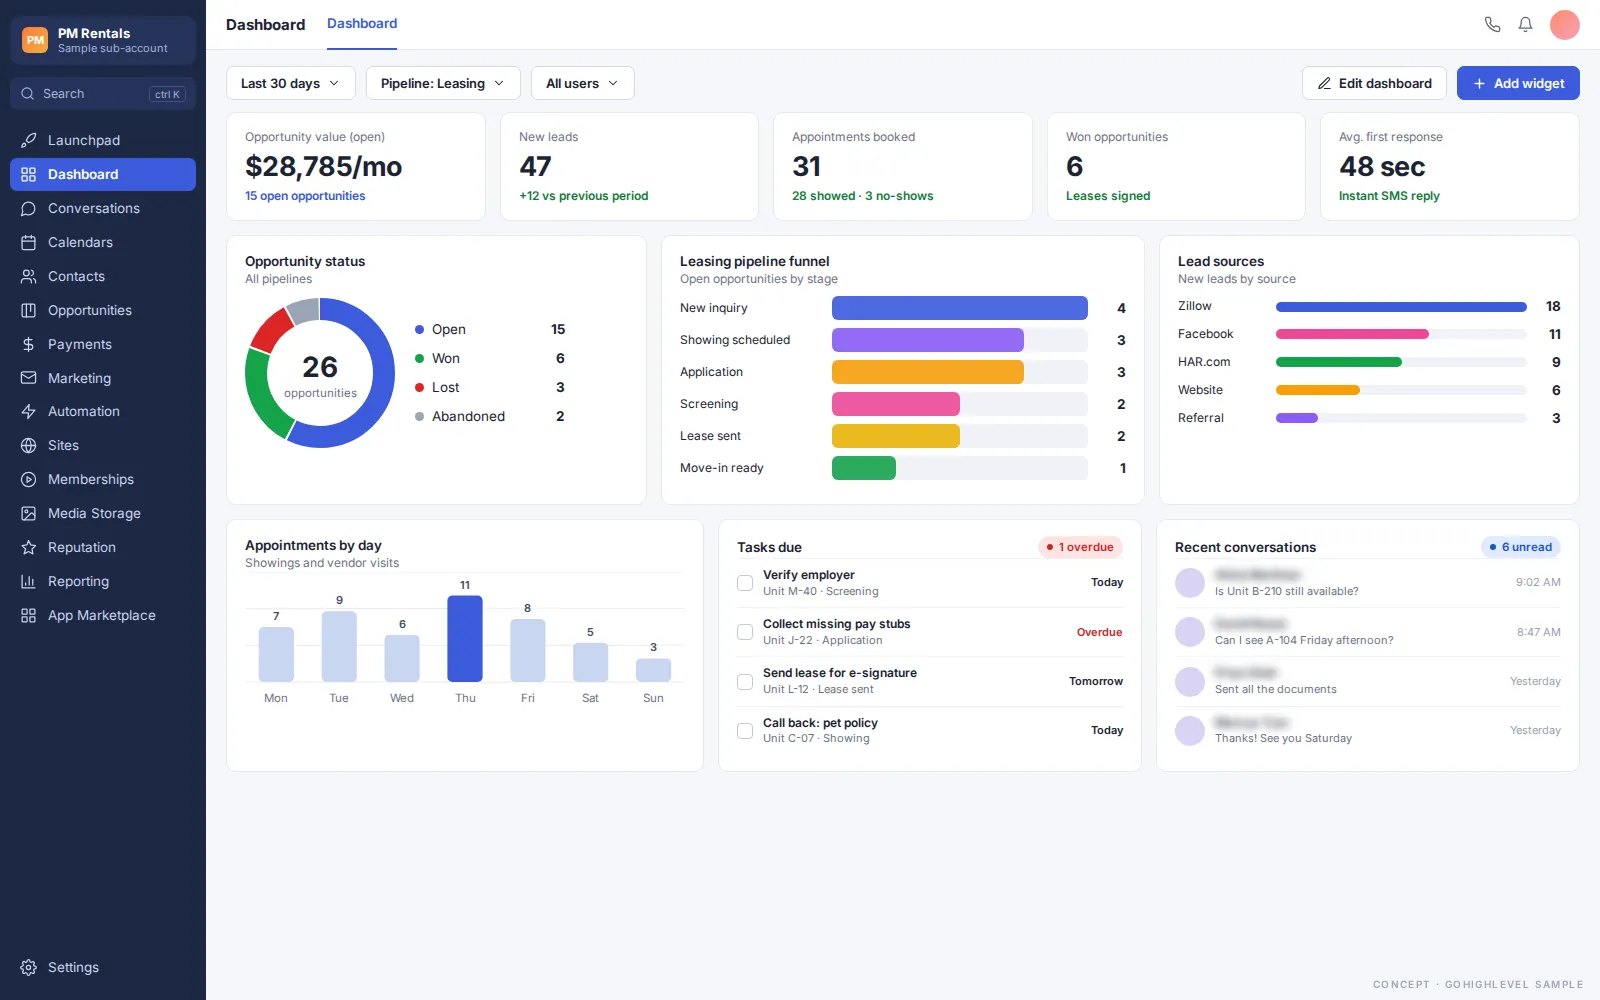 PM
PM Rentals
Sample sub-account
Search
ctrl K
Launchpad
Dashboard
Conversations
Calendars
Contacts
Opportunities
Payments
Marketing
Automation
Sites
Memberships
Media Storage
Reputation
Reporting
App Marketplace
Settings
Dashboard
Dashboard
Last 30 days
Pipeline: Leasing
All users
Edit dashboard
Add widget
Opportunity value (open)
$28,785/mo
15 open opportunities
New leads
47
+12 vs previous period
Appointments booked
31
28 showed · 3 no-shows
Won opportunities
6
Leases signed
Avg. first response
48 sec
Instant SMS reply
Opportunity status
All pipelines
26
opportunities
Open 15
Won 6
Lost 3
Abandoned 2
Leasing pipeline funnel
Open opportunities by stage
New inquiry 4
Showing scheduled 3
Application 3
Screening 2
Lease sent 2
Move-in ready 1
Lead sources
New leads by source
Zillow 18
Facebook 11
HAR.com 9
Website 6
Referral 3
Appointments by day
Showings and vendor visits
7 9 6 11 8 5 3
Mon Tue Wed Thu Fri Sat Sun
Tasks due
1 overdue
Verify employer
Unit M-40 · Screening
Today
Collect missing pay stubs
Unit J-22 · Application
Overdue
Send lease for e-signature
Unit L-12 · Lease sent
Tomorrow
Call back: pet policy
Unit C-07 · Showing
Today
Recent conversations
6 unread
Is Unit B-210 still available?
9:02 AM
Can I see A-104 Friday afternoon?
8:47 AM
Sent all the documents
Yesterday
Thanks! See you Saturday
Yesterday
CONCEPT · GOHIGHLEVEL SAMPLE